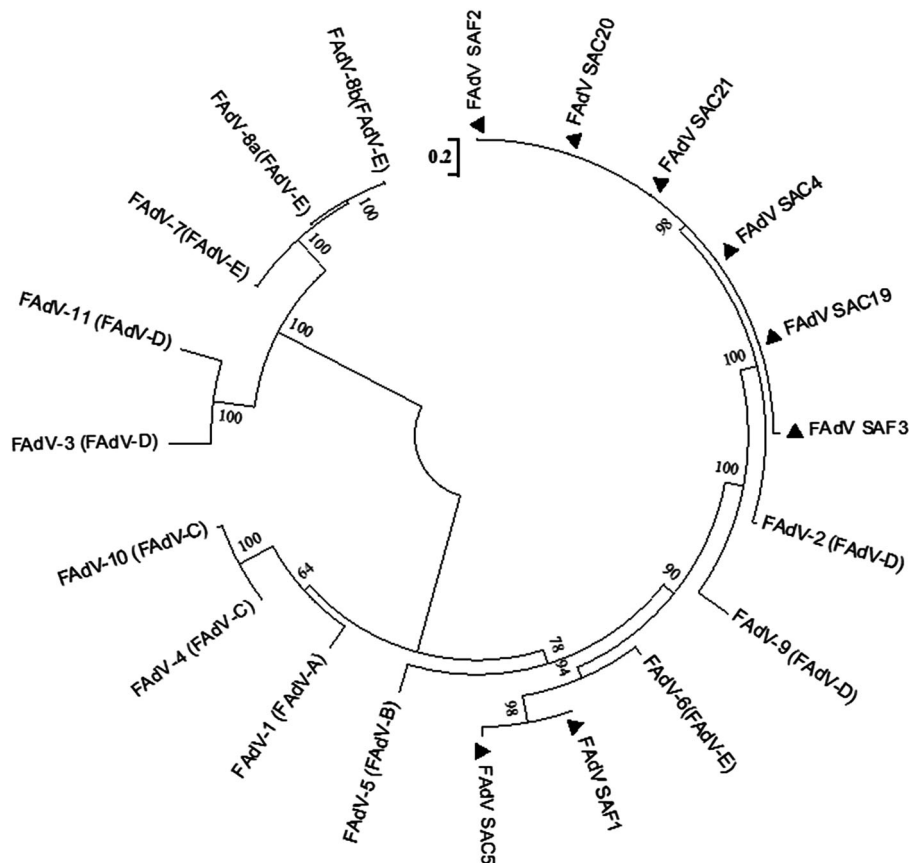 FAdV SAF2
FAdV SAC20
FAdV SAC21
FAdV SAC4
FAdV SAC19
FAdV SAF3
FAdV-2 (FAdV-D)
FAdV-9 (FAdV-D)
FAdV-6(FAdV-E)
FAdV SAF1
FAdV SAC5
FAdV-5 (FAdV-B)
FAdV-1 (FAdV-A)
FAdV-4 (FAdV-C)
FAdV-10 (FAdV-C)
FAdV-3 (FAdV-D)
FAdV-11 (FAdV-D)
FAdV-7(FAdV-E)
FAdV-8a(FAdV-E)
FAdV-8b(FAdV-E)
0.2
98
100
100
90
78
94
98
64
100
100
100
100
100